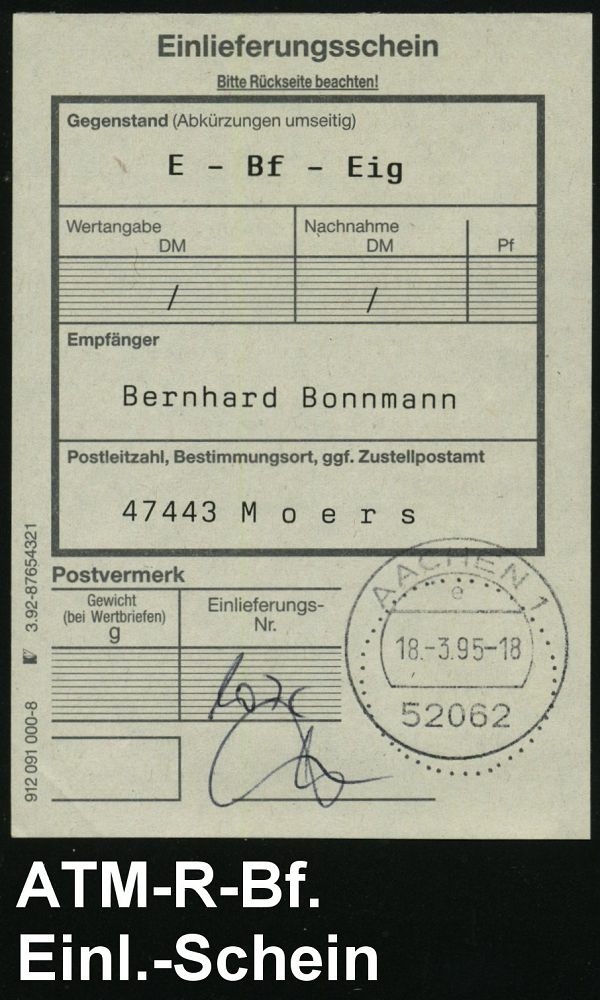 Einlieferungsschein
Bitte Rückseite beachten!
Gegenstand (Abkürzungen umseitig)
E - Bf - Eig
Wertangabe
DM
Nachnahme
DM
Pf
/
/
Empfänger
Bernhard Bonnmann
Postleitzahl, Bestimmungsort, ggf. Zustellpostamt
47443 M o e r s
Postvermerk
Gewicht
(bei Wertbriefen)
g
Einlieferungs-
Nr.
AACHEN 1
e
18.-3.95-18
52062
912 091 000-8
3.92-87654321
ATM-R-Bf.
Einl.-Schein